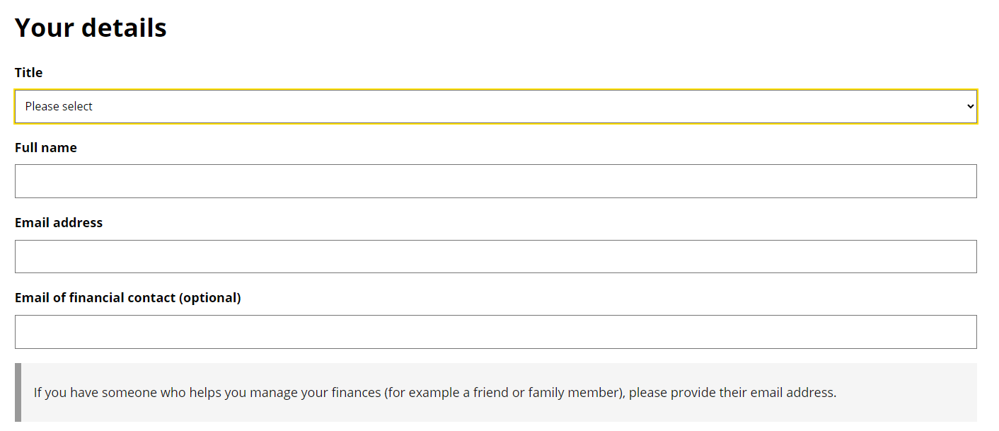 Your details
Title
Please select
Full name
Email address
Email of financial contact (optional)
If you have someone who helps you manage your finances (for example a friend or family member), please provide their email address.